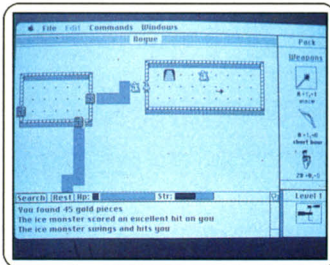 File Edit Commands Windows
Rogue
Pack
Weapons
mace
short bow
Search Rest Hp: Str:
Level 1
You found 45 gold pieces
The ice monster scored an excellent hit on you
The ice monster swings and hits you